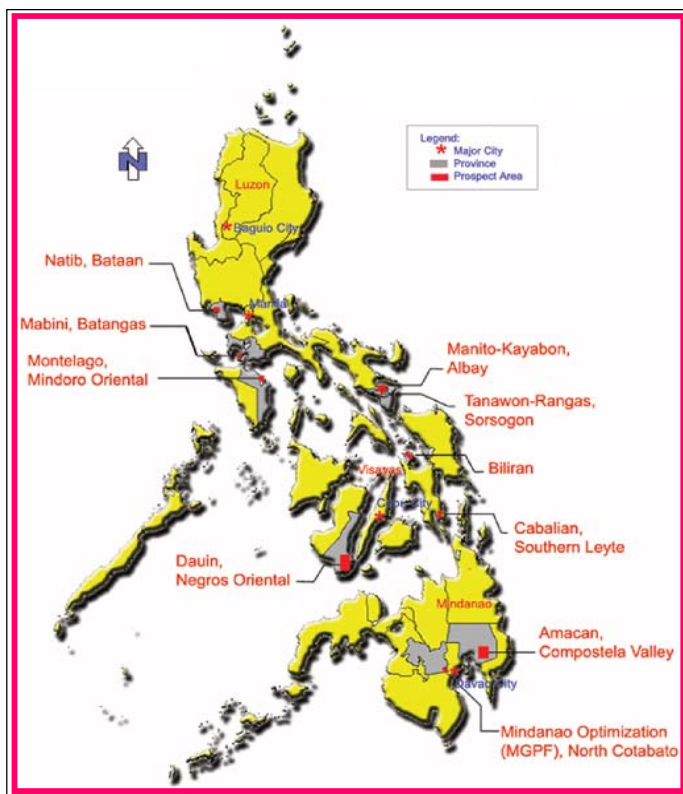 Legend:
Major City
Province
Prospect Area
N
Luzon
Baguio City
Natib, Bataan
Manila
Mabini, Batangas
Montelago,
Mindoro Oriental
Manito-Kayabon,
Albay
Tanawon-Rangas,
Sorsogon
Visayas
Biliran
Cebu City
Cabalian,
Southern Leyte
Dauin,
Negros Oriental
Mindanao
Amacan,
Compostela Valley
Davao City
Mindanao Optimization
(MGPF), North Cotabato